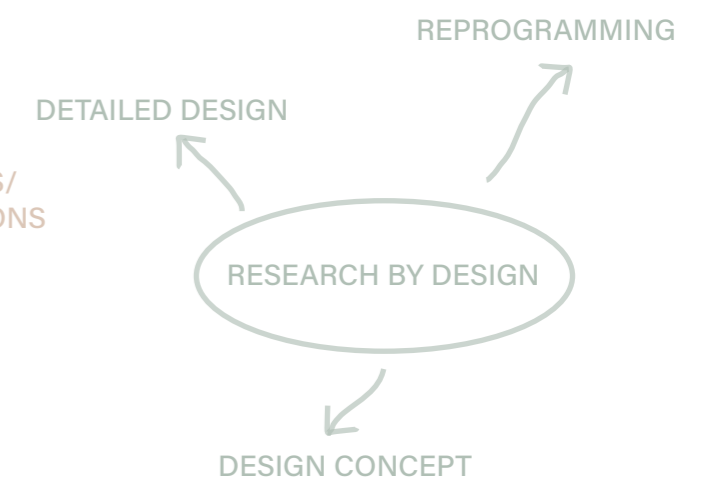 REPROGRAMMING
DETAILED DESIGN
RESEARCH BY DESIGN
DESIGN CONCEPT